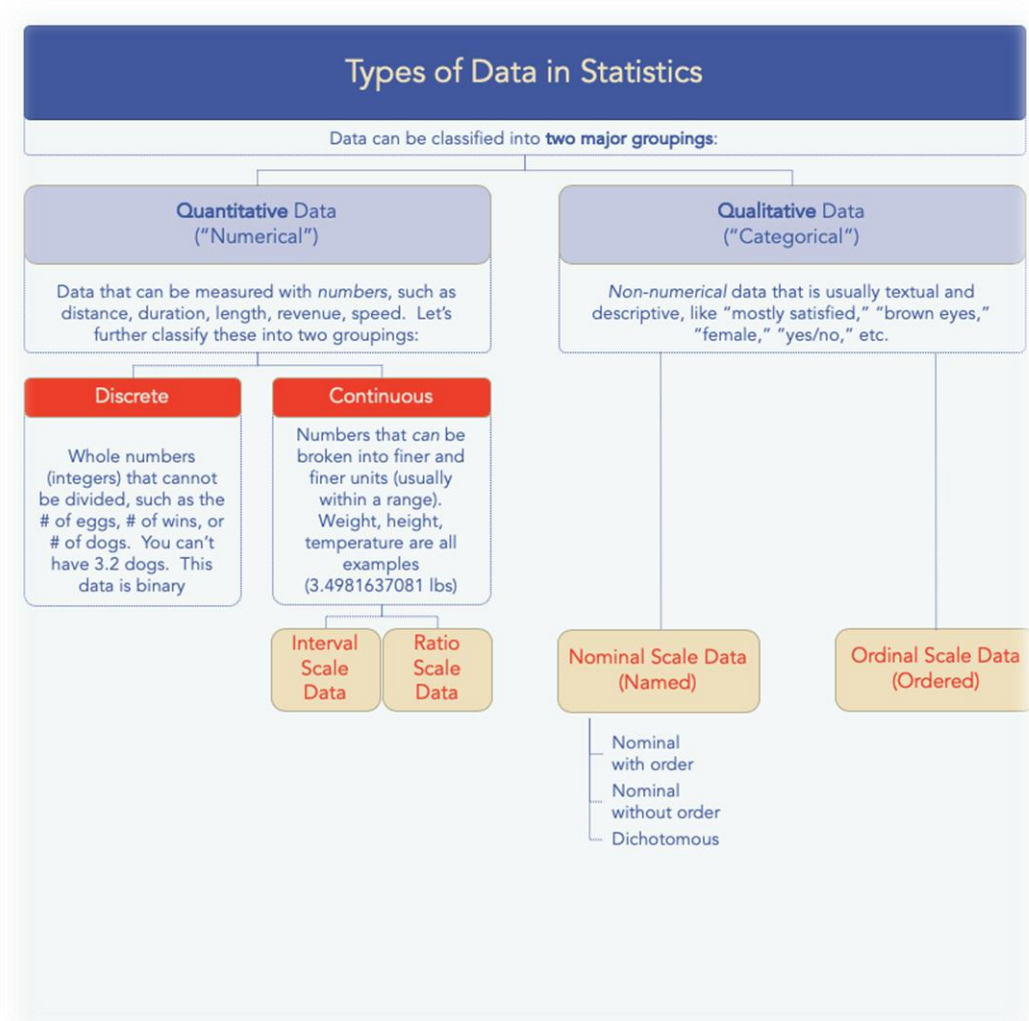 Types of Data in Statistics
Data can be classified into two major groupings:
Quantitative Data
("Numerical")
Data that can be measured with numbers, such as
distance, duration, length, revenue, speed. Let's
further classify these into two groupings:
Qualitative Data
("Categorical")
Non-numerical data that is usually textual and
descriptive, like "mostly satisfied," "brown eyes,"
"female," "yes/no," etc.
Discrete
Whole numbers
(integers) that cannot
be divided, such as the
# of eggs, # of wins, or
# of dogs. You can't
have 3.2 dogs. This
data is binary
Continuous
Numbers that can be
broken into finer and
finer units (usually
within a range).
Weight, height,
temperature are all
examples
(3.4981637081 lbs)
Interval
Scale
Data
Ratio
Scale
Data
Nominal Scale Data
(Named)
Nominal
with order
Nominal
without order
Dichotomous
Ordinal Scale Data
(Ordered)